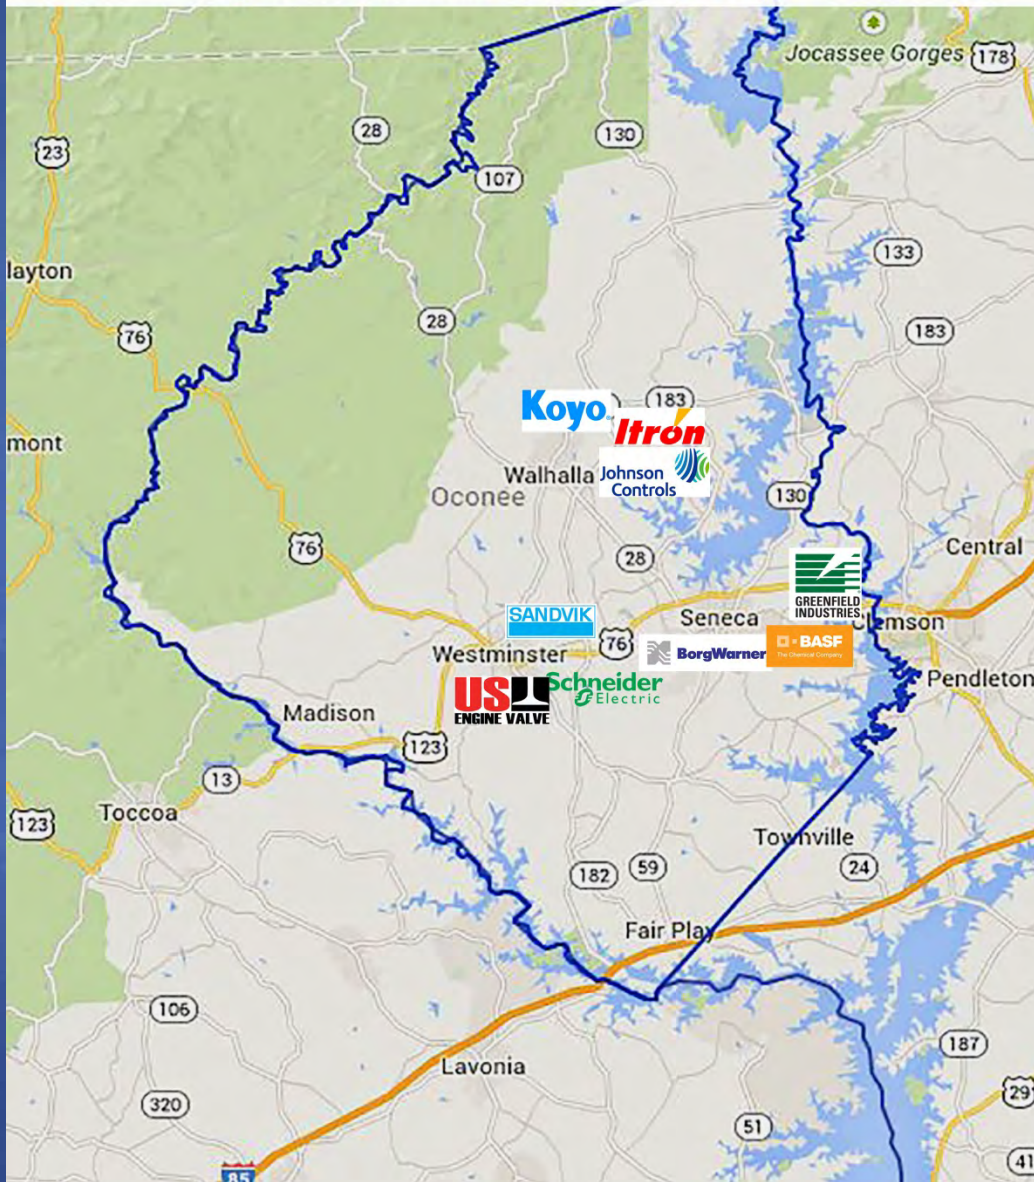 Jocassee Gorges
178
28
130
23
107
133
layton
28
183
76
mont
Koyo
183
Itron
Walhalla
Johnson
Controls
Oconee
130
76
28
Central
GREENFIELD
INDUSTRIES
SANDVIK
Seneca
Clemson
76
Westminster
BorgWarner
BASF
The Chemical Company
Schneider
Electric
Pendleton
US
ENGINE VALVE
Madison
123
13
Toccoa
123
Townville
182
59
24
Fair Play
106
187
Lavonia
320
29
51
85
41